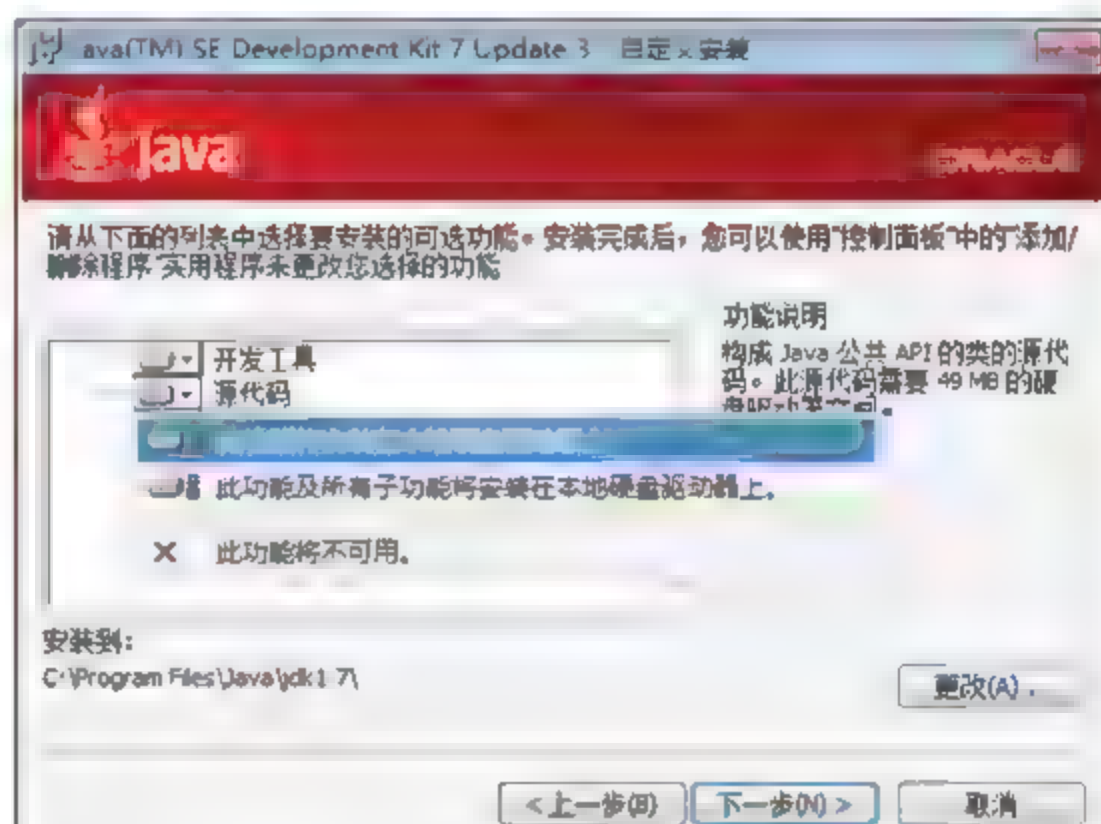 ava(TM) SE Development Kit 7 Update 3 自定义安装
Java
请从下面的列表中选择要安装的可选功能。安装完成后，您可以使用"控制面板"中的"添加/
删除程序"实用程序来更改您选择的功能
功能说明
开发工具
源代码
构成 Java 公共 API 的类的源代
码。此源代码需要 49 MB 的硬
此功能及所有子功能将安装在本地硬盘驱动器上。
X 此功能将不可用。
安装到:
C:\Program Files\Java\jdk1 7\
更改(A) .
<上一步(B)
下一步(N) >
取消